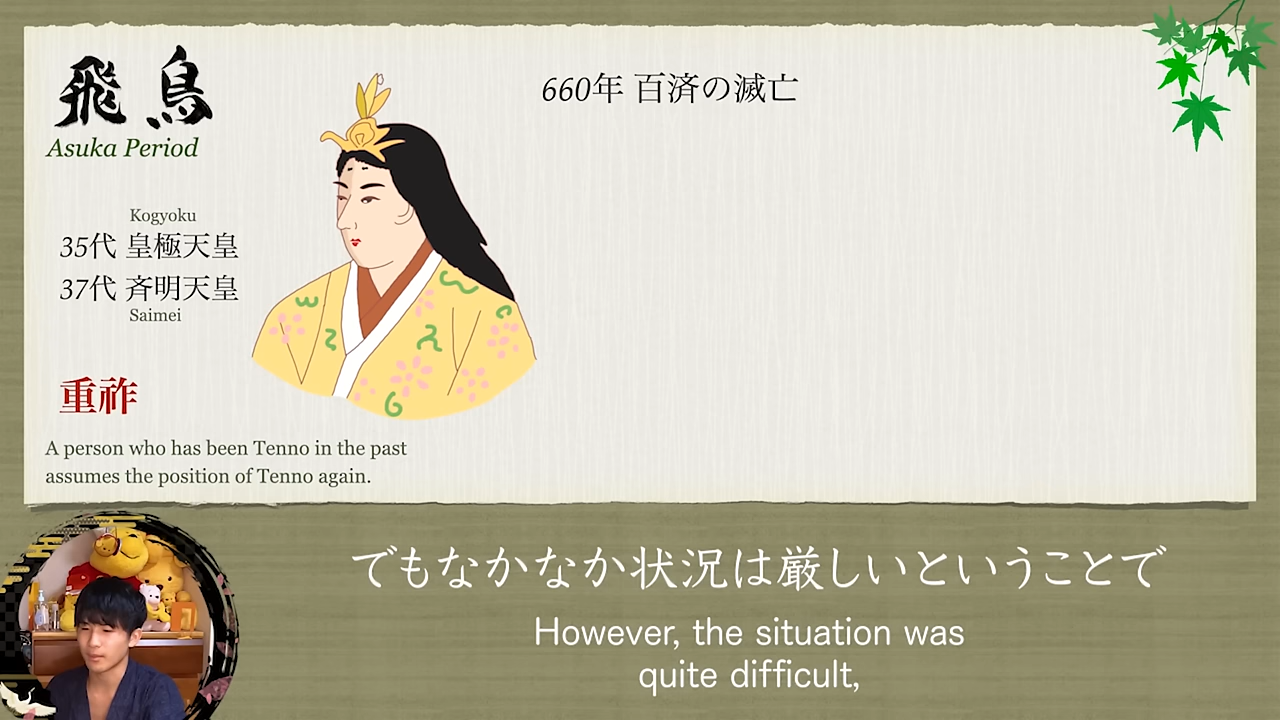 飛鳥
Asuka Period
660年 百済の滅亡
Kogyoku
35代 皇極天皇
37代 斉明天皇
Saimei
重祚
A person who has been Tenno in the past
assumes the position of Tenno again.
でもなかなか状況は厳しいということで
However, the situation was
quite difficult,